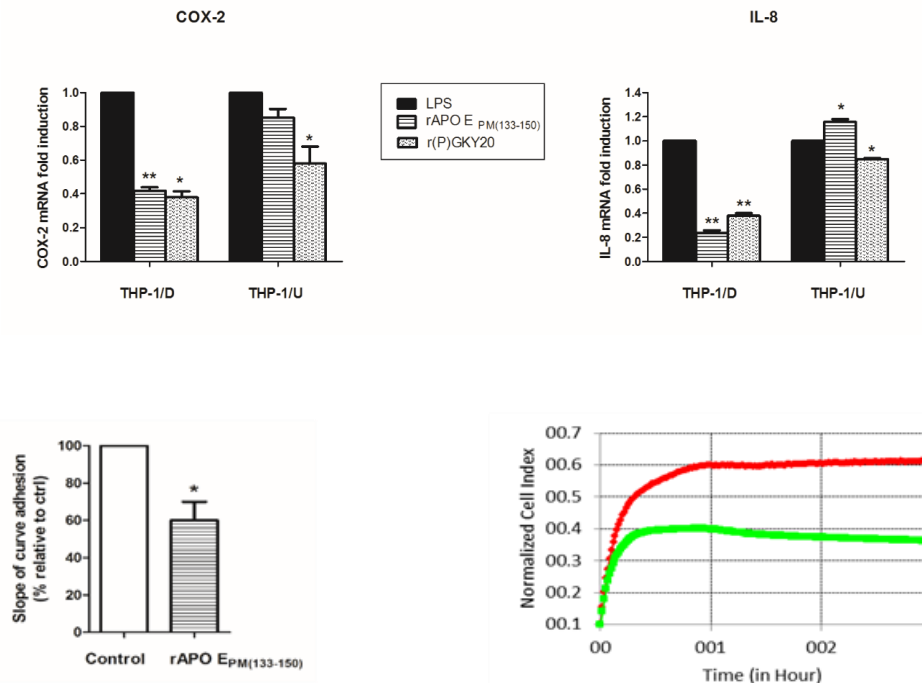 COX-2
IL-8
COX-2 mRNA fold induction
1.0
0.8
0.6
0.4
0.2
0.0
**
*
*
THP-1/D
THP-1/U
LPS
rAPO E PM(133-150)
r(P)GKY20
IL-8 mRNA fold induction
1.4
1.2
1.0
0.8
0.6
0.4
0.2
0.0
**
**
*
*
THP-1/D
THP-1/U
Slope of curve adhesion
(% relative to ctrl)
100
80
60
40
20
0
*
Control
rAPO EPM(133-150)
Normalized Cell Index
00.7
00.6
00.5
00.4
00.3
00.2
00.1
00
001
002
Time (in Hour)